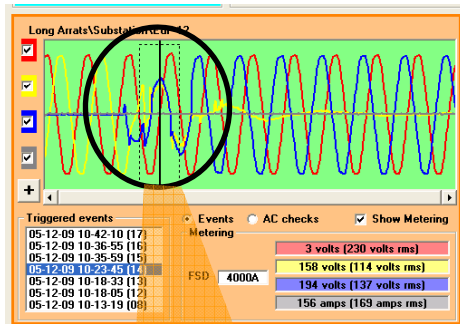 Long Arrats\Substation\
+
Triggered events
Events
AC checks
Show Metering
05-12-09 10-42-10 (17)
05-12-09 10-36-55 (16)
05-12-09 10-35-59 (15)
05-12-09 10-23-45 (14)
05-12-09 10-18-33 (13)
05-12-09 10-18-05 (12)
05-12-09 10-13-19 (08)
Metering
FSD
4000A
3 volts (230 volts rms)
158 volts (114 volts rms)
194 volts (137 volts rms)
156 amps (169 amps rms)